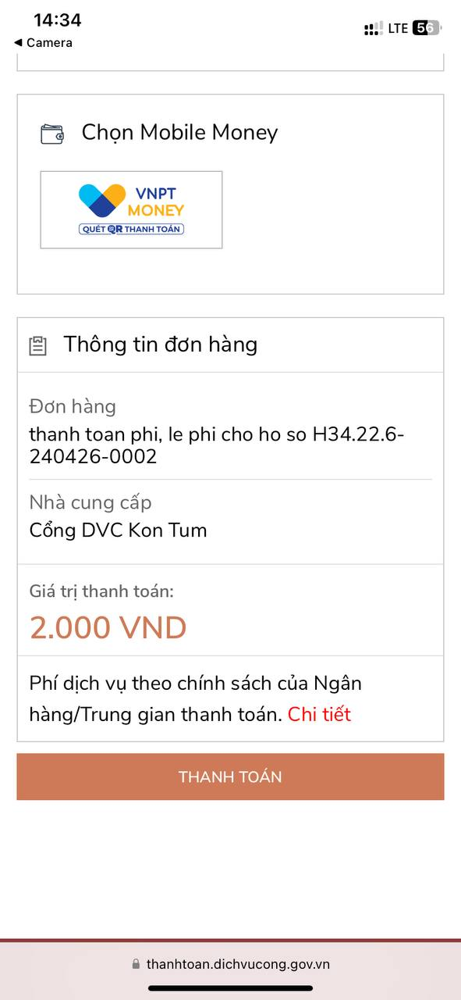 14:34
LTE 56
◀ Camera
Chọn Mobile Money
VNPT
MONEY
QUÉT QR THANH TOÁN
Thông tin đơn hàng
Đơn hàng
thanh toan phi, le phi cho ho so H34.22.6-
240426-0002
Nhà cung cấp
Cổng DVC Kon Tum
Giá trị thanh toán:
2.000 VND
Phí dịch vụ theo chính sách của Ngân
hàng/Trung gian thanh toán. Chi tiết
THANH TOÁN
thanhtoan.dichvucong.gov.vn